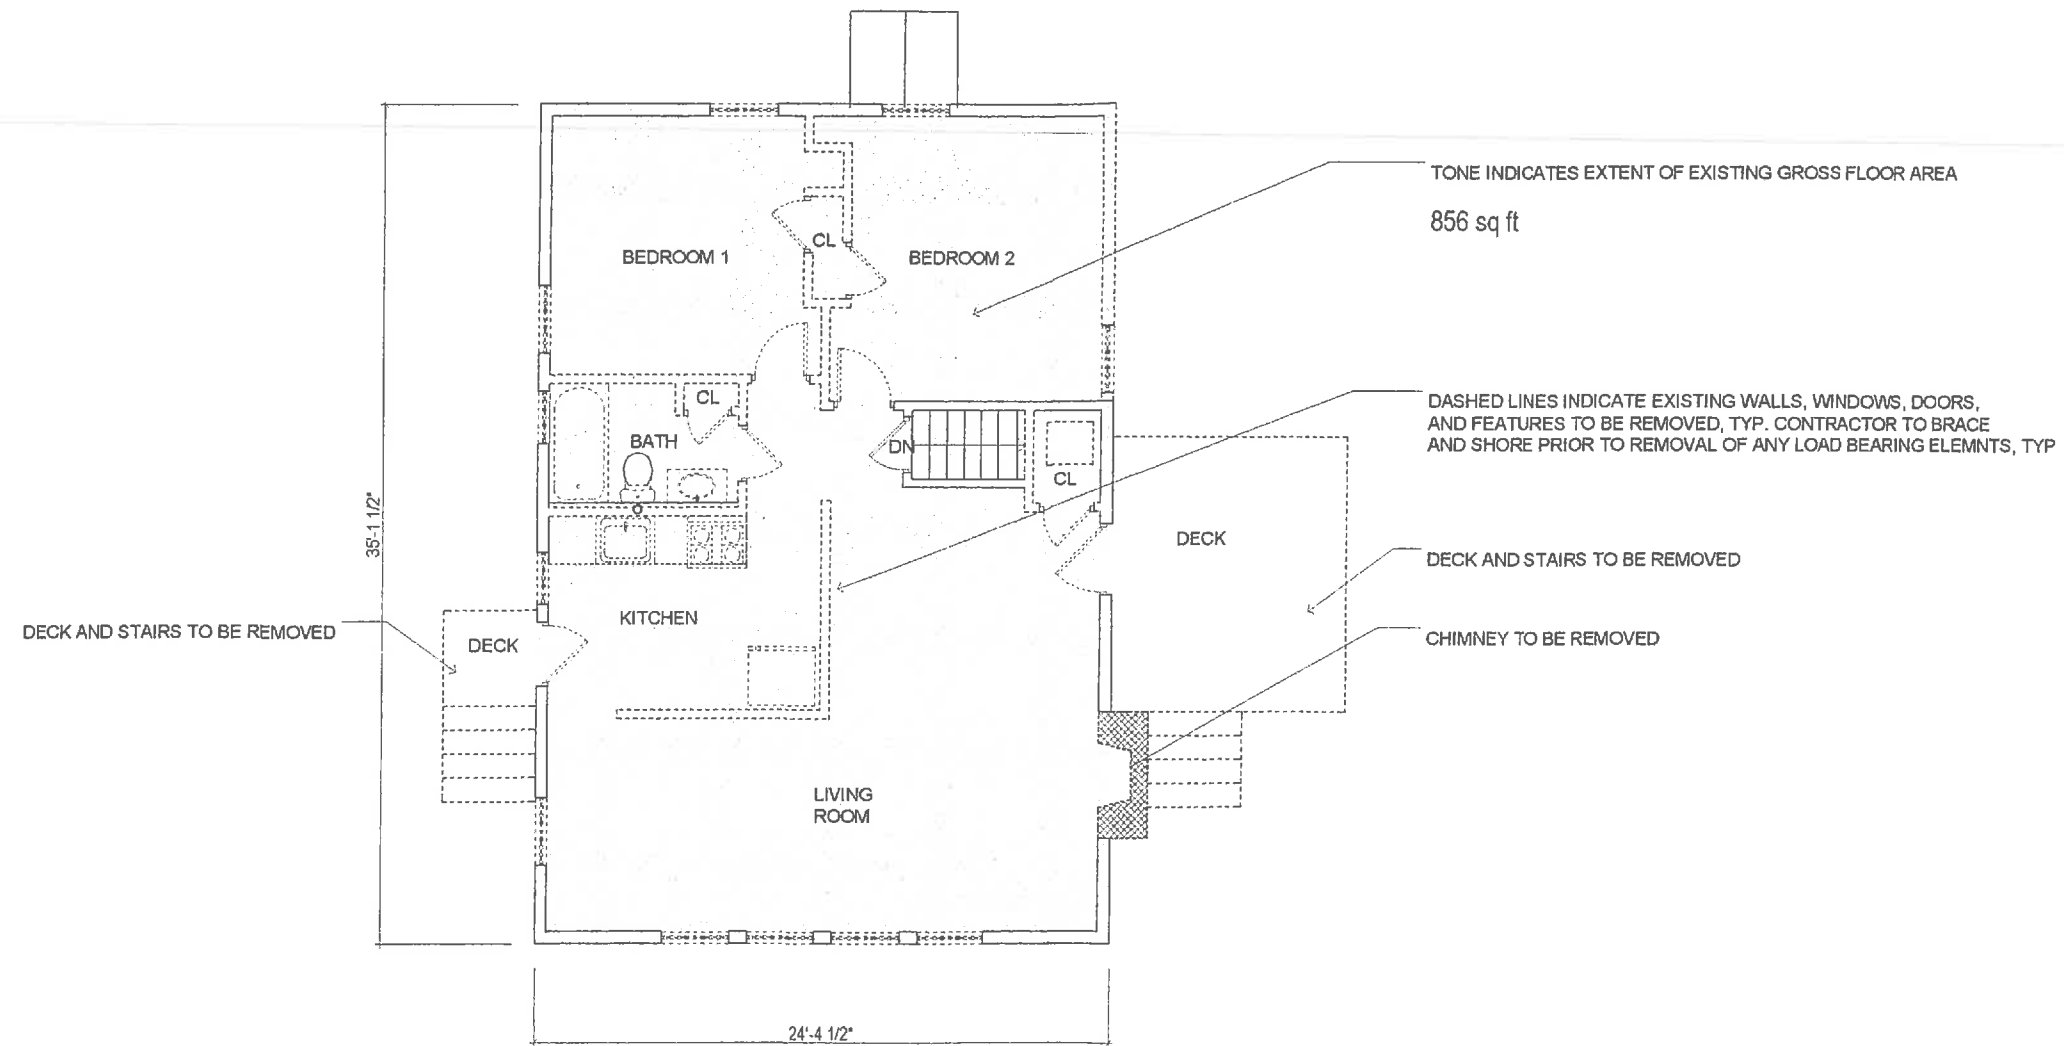 TONE INDICATES EXTENT OF EXISTING GROSS FLOOR AREA
856 sq ft
BEDROOM 1
CL
BEDROOM 2
DASHED LINES INDICATE EXISTING WALLS, WINDOWS, DOORS,
AND FEATURES TO BE REMOVED, TYP. CONTRACTOR TO BRACE
AND SHORE PRIOR TO REMOVAL OF ANY LOAD BEARING ELEMNTS, TYP
CL
BATH
DN
CL
35'-1 1/2"
DECK
DECK AND STAIRS TO BE REMOVED
KITCHEN
DECK AND STAIRS TO BE REMOVED
DECK
CHIMNEY TO BE REMOVED
LIVING
ROOM
24'-4 1/2"